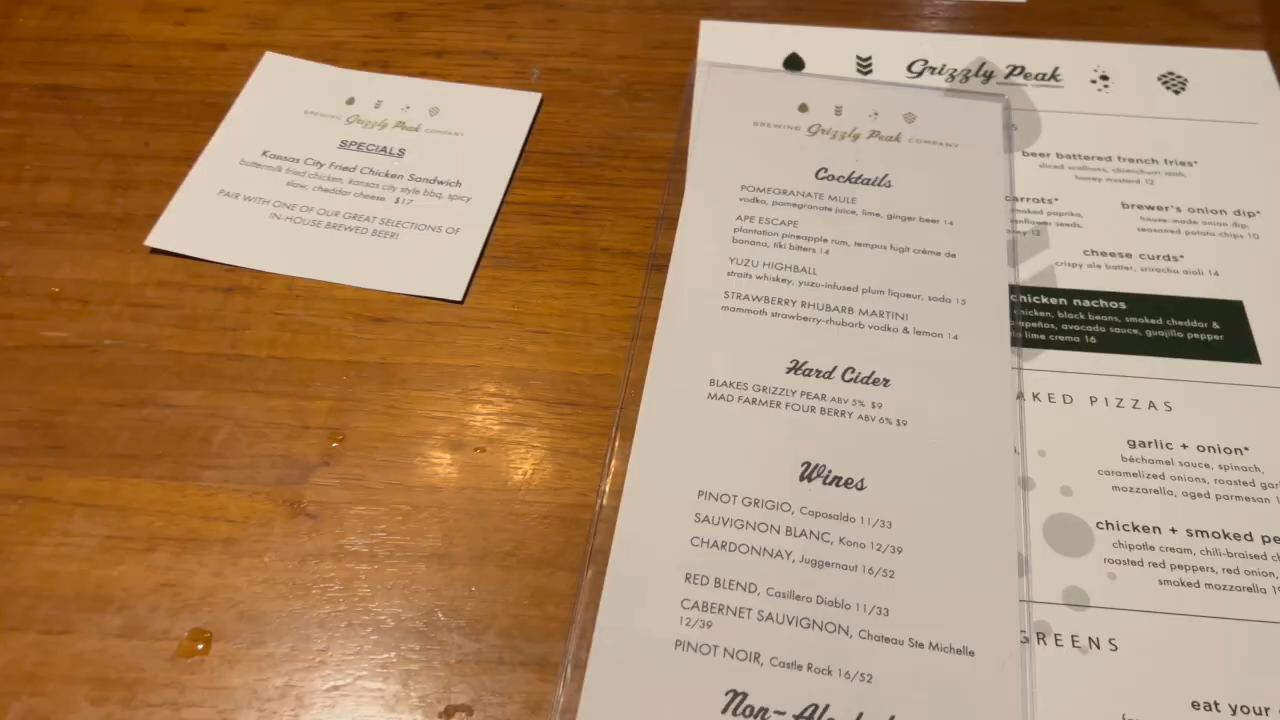 BREWING Grizzly Peak COMPANY
SPECIALS
Kansas City Fried Chicken Sandwich
buttermilk fried chicken, kansas city style bbq, spicy
slaw, cheddar cheese $17
PAIR WITH ONE OF OUR GREAT SELECTIONS OF
IN-HOUSE BREWED BEER!
BREWING Grizzly Peak COMPANY
Cocktails
POMEGRANATE MULE
vodka, pomegranate juice, lime, ginger beer 14
APE ESCAPE
plantation pineapple rum, tempus fugit crème de
banana, tiki bitters 14
YUZU HIGHBALL
straits whiskey, yuzu-infused plum liqueur, soda 15
STRAWBERRY RHUBARB MARTINI
mammoth strawberry-rhubarb vodka & lemon 14
Hard Cider
BLAKES GRIZZLY PEAR ABV 5% $9
MAD FARMER FOUR BERRY ABV 6% $9
Wines
PINOT GRIGIO, Caposaldo 11/33
SAUVIGNON BLANC, Kono 12/39
CHARDONNAY, Juggernaut 16/52
RED BLEND, Casillero Diablo 11/33
CABERNET SAUVIGNON, Chateau Ste Michelle
12/39
PINOT NOIR, Castle Rock 16/52
Grizzly Peak
beer battered french fries*
honey mustard 12
carrots*
smoked paprika,
brewer's onion dip*
house-made onion dip,
seasoned potato chips 10
cheese curds*
crispy ale batter, sriracha aioli 14
chicken nachos
chicken, black beans, smoked cheddar &
avocado sauce, guajillo pepper
lime crema 16
PIZZAS
garlic + onion*
béchamel sauce, spinach,
caramelized onions, roasted
mozzarella, aged parmesan
chicken + smoked
chipotle cream, chili-braised
roasted red peppers, red onion,
smoked mozzarella
GREENS
eat your